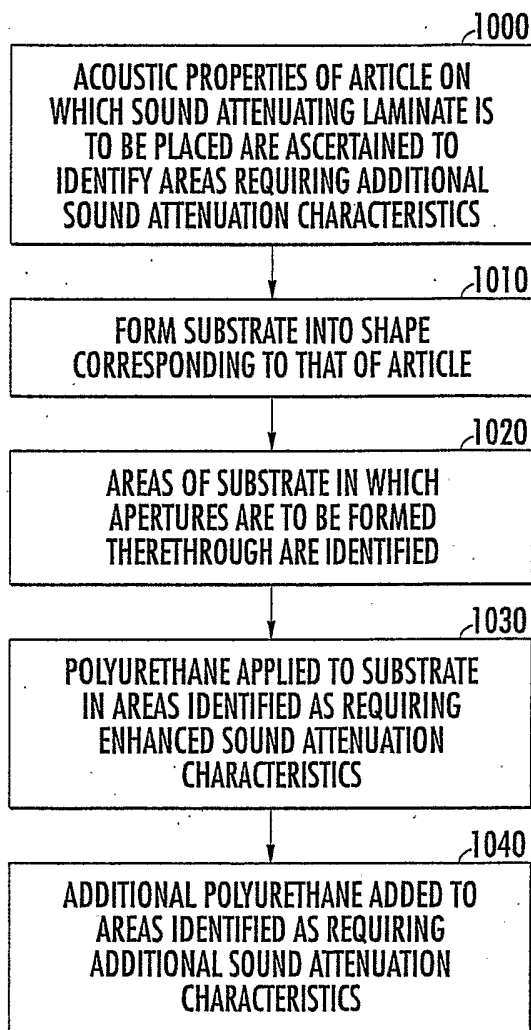 1000
ACOUSTIC PROPERTIES OF ARTICLE ON
WHICH SOUND ATTENUATING LAMINATE IS
TO BE PLACED ARE ASCERTAINED TO
IDENTIFY AREAS REQUIRING ADDITIONAL
SOUND ATTENUATION CHARACTERISTICS
1010
FORM SUBSTRATE INTO SHAPE
CORRESPONDING TO THAT OF ARTICLE
1020
AREAS OF SUBSTRATE IN WHICH
APERTURES ARE TO BE FORMED
THERETHROUGH ARE IDENTIFIED
1030
POLYURETHANE APPLIED TO SUBSTRATE
IN AREAS IDENTIFIED AS REQUIRING
ENHANCED SOUND ATTENUATION
CHARACTERISTICS
1040
ADDITIONAL POLYURETHANE ADDED TO
AREAS IDENTIFIED AS REQUIRING
ADDITIONAL SOUND ATTENUATION
CHARACTERISTICS